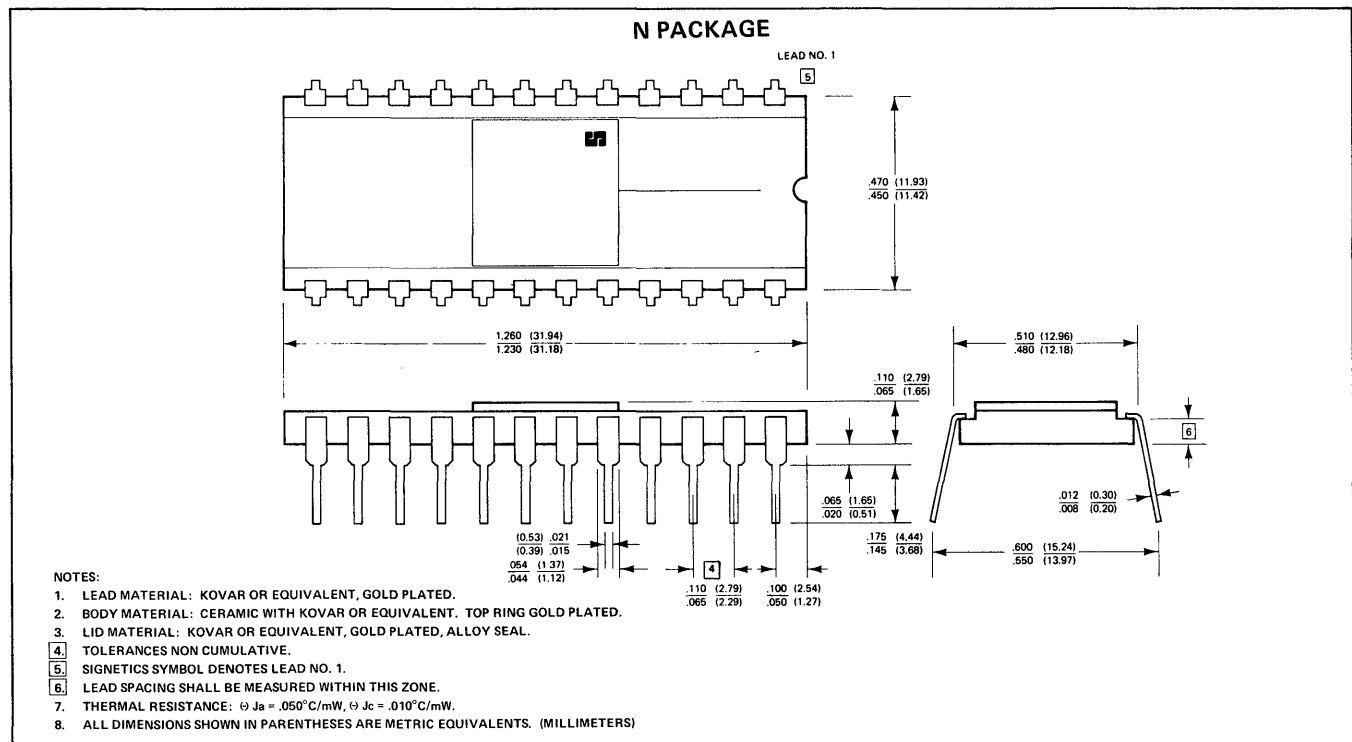 N PACKAGE
LEAD NO. 1
5
.470 (11.93)
.450 (11.42)
1.260 (31.94)
1.230 (31.18)
.510 (12.96)
.480 (12.18)
.110 (2.79)
.065 (1.65)
6
.065 (1.65)
.020 (0.51)
.012 (0.30)
.008 (0.20)
(0.53) .021
(0.39) .015
.175 (4.44)
.145 (3.68)
.600 (15.24)
.550 (13.97)
.054 (1.37)
.044 (1.12)
4
.110 (2.79)
.065 (2.29)
.100 (2.54)
.050 (1.27)
NOTES:
1. LEAD MATERIAL: KOVAR OR EQUIVALENT, GOLD PLATED.
2. BODY MATERIAL: CERAMIC WITH KOVAR OR EQUIVALENT. TOP RING GOLD PLATED.
3. LID MATERIAL: KOVAR OR EQUIVALENT, GOLD PLATED, ALLOY SEAL.
4. TOLERANCES NON CUMULATIVE.
5. SIGNETICS SYMBOL DENOTES LEAD NO. 1.
6. LEAD SPACING SHALL BE MEASURED WITHIN THIS ZONE.
7. THERMAL RESISTANCE: Θ Ja = .050°C/mW, Θ Jc = .010°C/mW.
8. ALL DIMENSIONS SHOWN IN PARENTHESES ARE METRIC EQUIVALENTS. (MILLIMETERS)